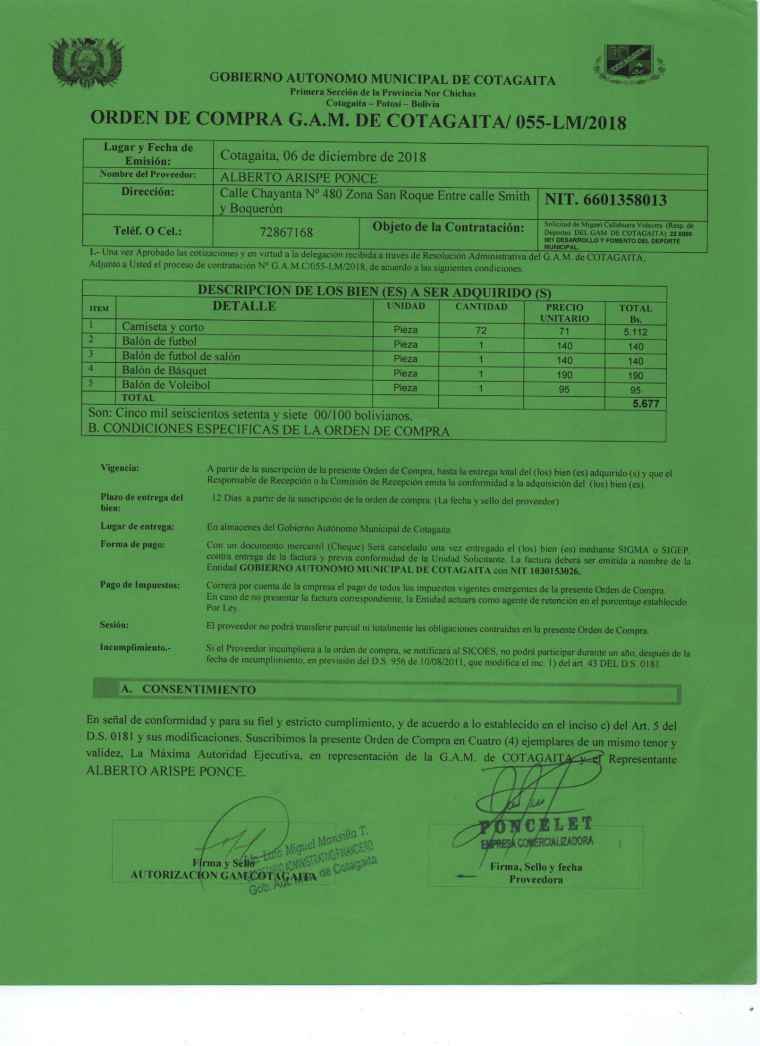 GOBIERNO AUTONOMO MUNICIPAL DE COTAGAITA
Primera Sección de la Provincia Nor Chichas
Cotagaita – Potosí – Bolivia
ORDEN DE COMPRA G.A.M. DE COTAGAITA/ 055-LM/2018
Lugar y Fecha de Emisión: Cotagaita, 06 de diciembre de 2018
Nombre del Proveedor: ALBERTO ARISPE PONCE
Dirección: Calle Chayanta Nº 480 Zona San Roque Entre calle Smith y Boquerón NIT. 6601358013
Teléf. O Cel.: 72867168 Objeto de la Contratación: Solicitud de Miguel Callahuara (Resp. de Deportes DEL GAM DE COTAGAITA) 22 0000 001 DESARROLLO Y FOMENTO DEL DEPORTE MUNICIPAL
I.- Una vez Aprobado las cotizaciones y en virtud a la delegación recibida a través de Resolución Administrativa del G.A.M. de COTAGAITA,
Adjunto a Usted el proceso de contratación Nº G.A.M.C/055-LM/2018, de acuerdo a las siguientes condiciones:
DESCRIPCION DE LOS BIEN (ES) A SER ADQUIRIDO (S)
ITEM DETALLE UNIDAD CANTIDAD PRECIO UNITARIO TOTAL Bs.
1 Camiseta y corto Pieza 72 71 5.112
2 Balón de futbol Pieza 1 140 140
3 Balón de futbol de salón Pieza 1 140 140
4 Balón de Básquet Pieza 1 190 190
5 Balón de Voleibol Pieza 1 95 95
TOTAL 5.677
Son: Cinco mil seiscientos setenta y siete 00/100 bolivianos.
B. CONDICIONES ESPECIFICAS DE LA ORDEN DE COMPRA
Vigencia: A partir de la suscripción de la presente Orden de Compra, hasta la entrega total del (los) bien (es) adquirido (s) y que el
Responsable de Recepción o la Comisión de Recepción emita la conformidad a la adquisición del (los) bien (es).
Plazo de entrega del bien: 12 Días a partir de la suscripción de la orden de compra. (La fecha y sello del proveedor)
Lugar de entrega: En almacenes del Gobierno Autónomo Municipal de Cotagaita
Forma de pago: Con un documento mercantil (Cheque) Será cancelado una vez entregado el (los) bien (es) mediante SIGMA o SIGEP,
contra entrega de la factura y previa conformidad de la Unidad Solicitante. La factura deberá ser emitida a nombre de la
Entidad GOBIERNO AUTONOMO MUNICIPAL DE COTAGAITA con NIT 1030153026.
Pago de Impuestos: Correrá por cuenta de la empresa el pago de todos los impuestos vigentes emergentes de la presente Orden de Compra.
En caso de no presentar la factura correspondiente, la Entidad actuara como agente de retención en el porcentaje establecido
Por Ley.
Sesión: El proveedor no podrá transferir parcial ni totalmente las obligaciones contraídas en la presente Orden de Compra.
Incumplimiento.- Si el Proveedor incumpliera a la orden de compra, se notificará al SICOES, no podrá participar durante un año, después de la
fecha de incumplimiento, en previsión del D.S. 956 de 10/08/2011, que modifica el inc. 1) del art. 43 DEL D.S. 0181.
A. CONSENTIMIENTO
En señal de conformidad y para su fiel y estricto cumplimiento, y de acuerdo a lo establecido en el inciso c) del Art. 5 del
D.S. 0181 y sus modificaciones. Suscribimos la presente Orden de Compra en Cuatro (4) ejemplares de un mismo tenor y
validez, La Máxima Autoridad Ejecutiva, en representación de la G.A.M. de COTAGAITA y el Representante
ALBERTO ARISPE PONCE.
PONCELET
EMPRESA COMERCIALIZADORA
Luis Miguel Mansilla T.
ADMINISTRATIVO FINANCIERO
Gob. Aut. Mun. de Cotagaita
Firma y Sello
AUTORIZACION GAM COTAGAITA
Firma, Sello y fecha
Proveedora